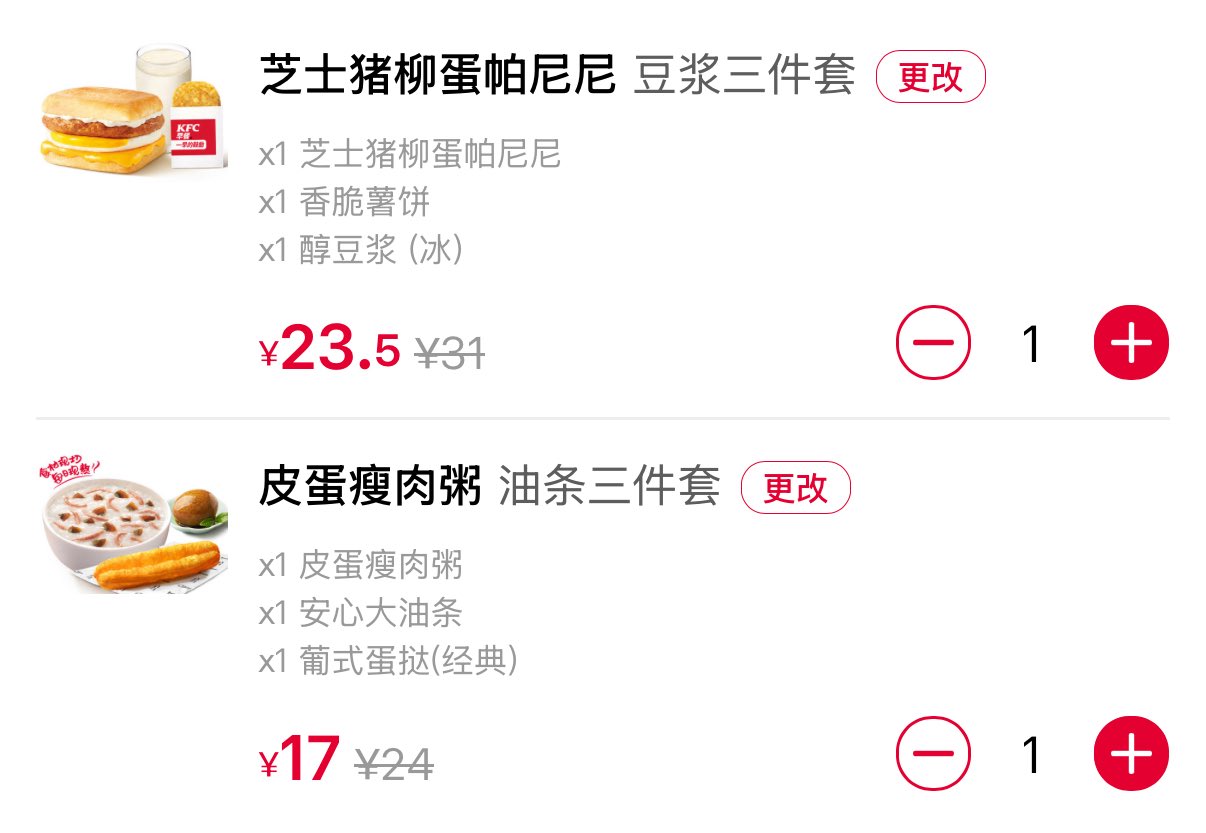 芝士猪柳蛋帕尼尼 豆浆三件套 更改
KFC
早餐
x1 芝士猪柳蛋帕尼尼
x1 香脆薯饼
x1 醇豆浆 (冰)
¥23.5 ¥31
1
皮蛋瘦肉粥 油条三件套 更改
x1 皮蛋瘦肉粥
x1 安心大油条
x1 葡式蛋挞(经典)
¥17 ¥24
1